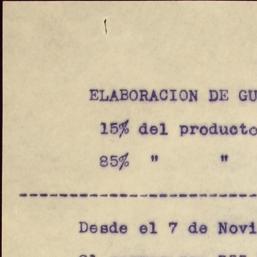 ELABORACION DE GU
15% del producto
85% " "
Desde el 7 de Novi